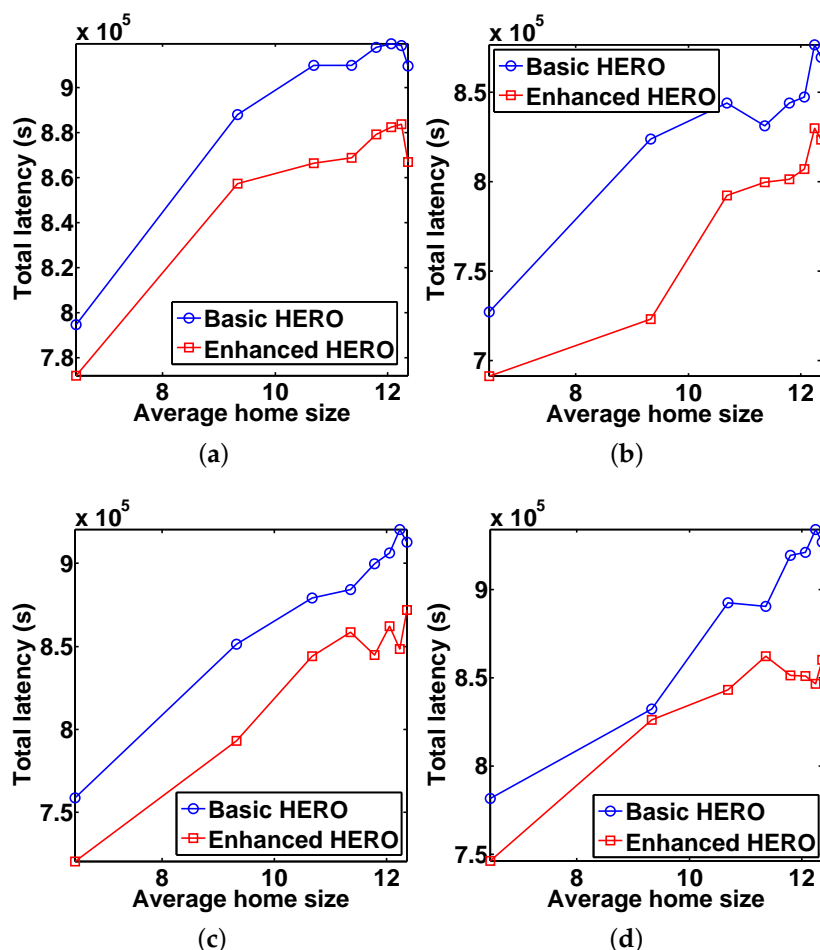 x 10^5
9
8.8
8.6
8.4
8.2
8
7.8
8 10 12
Total latency (s)
Average home size
Basic HERO
Enhanced HERO
(a)
x 10^5
8.5
8
7.5
7
8 10 12
Total latency (s)
Average home size
Basic HERO
Enhanced HERO
(b)
x 10^5
9
8.5
8
7.5
8 10 12
Total latency (s)
Average home size
Basic HERO
Enhanced HERO
(c)
x 10^5
9
8.5
8
7.5
8 10 12
Total latency (s)
Average home size
Basic HERO
Enhanced HERO
(d)